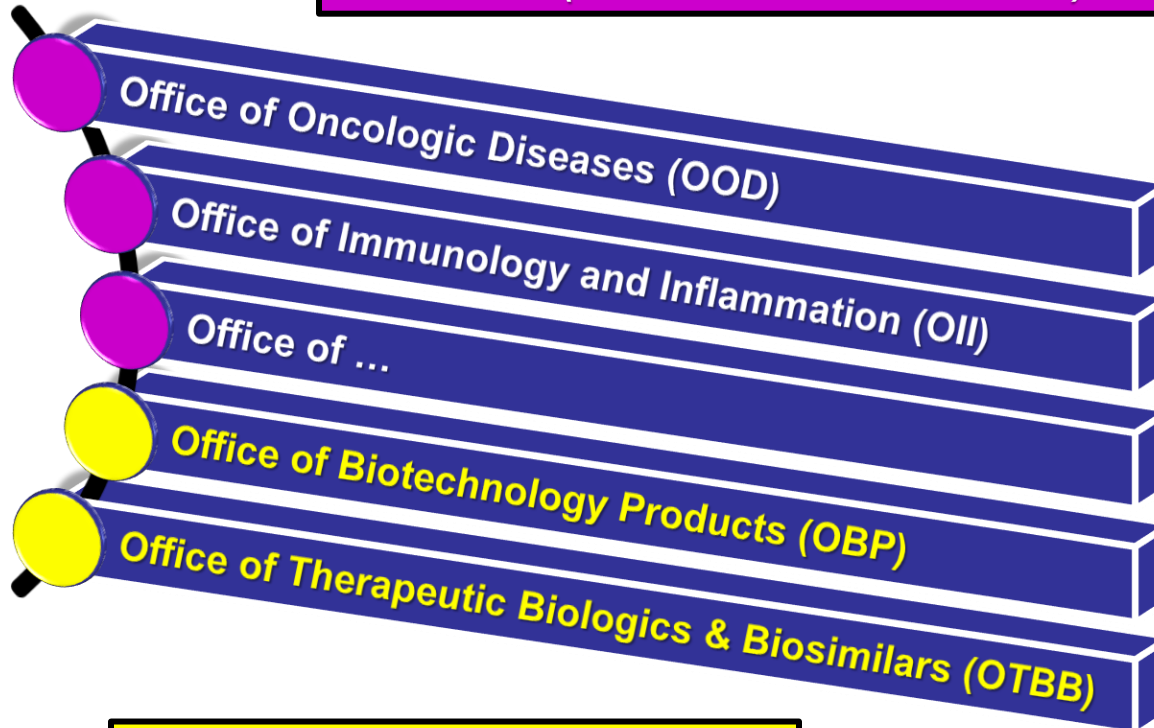 Office of Oncologic Diseases (OOD)
Office of Immunology and Inflammation (OII)
Office of ...
Office of Biotechnology Products (OBP)
Office of Therapeutic Biologics & Biosimilars (OTBB)